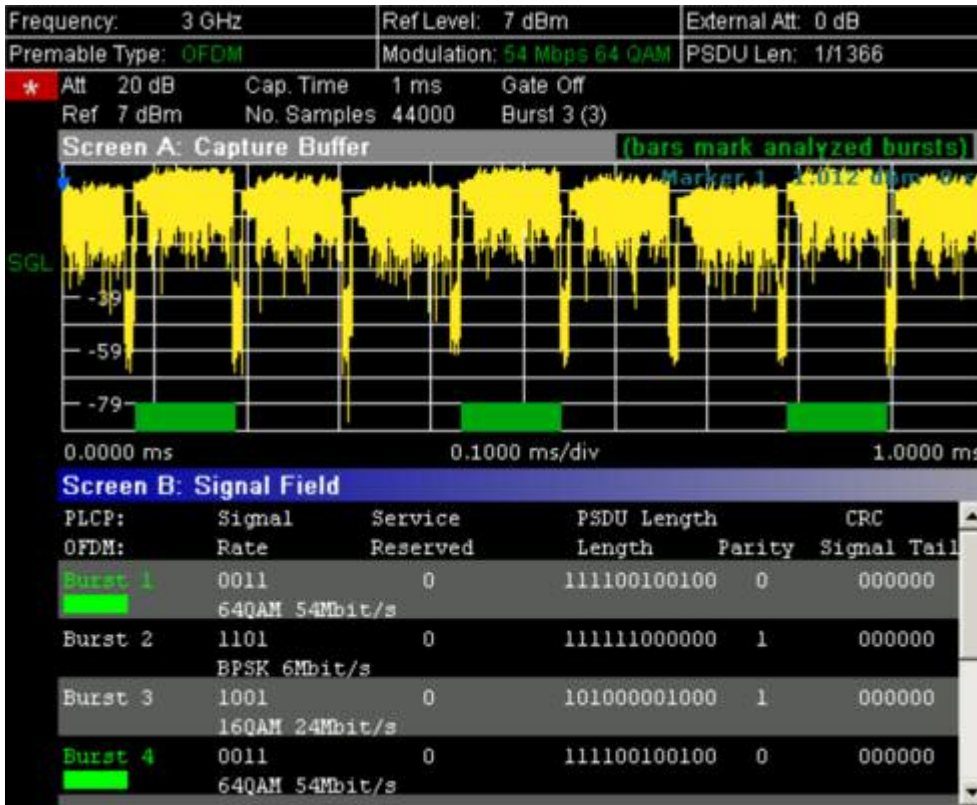 Frequency: 3 GHz Ref Level: 7 dBm External Att: 0 dB
Premable Type: OFDM Modulation: 54 Mbps 64 QAM PSDU Len: 1/1366
* Att 20 dB Cap. Time 1 ms Gate Off
Ref 7 dBm No. Samples 44000 Burst 3 (3)
Screen A: Capture Buffer (bars mark analyzed bursts)
Marker 1 1.012 dBm 0 s
SGL
-39
-59
-79
0.0000 ms 0.1000 ms/div 1.0000 ms
Screen B: Signal Field
PLCP: Signal Service PSDU Length CRC
OFDM: Rate Reserved Length Parity Signal Tail
Burst 1 0011 0 111100100100 0 000000
64QAM 54Mbit/s
Burst 2 1101 0 111111000000 1 000000
BPSK 6Mbit/s
Burst 3 1001 0 101000001000 1 000000
16QAM 24Mbit/s
Burst 4 0011 0 111100100100 0 000000
64QAM 54Mbit/s